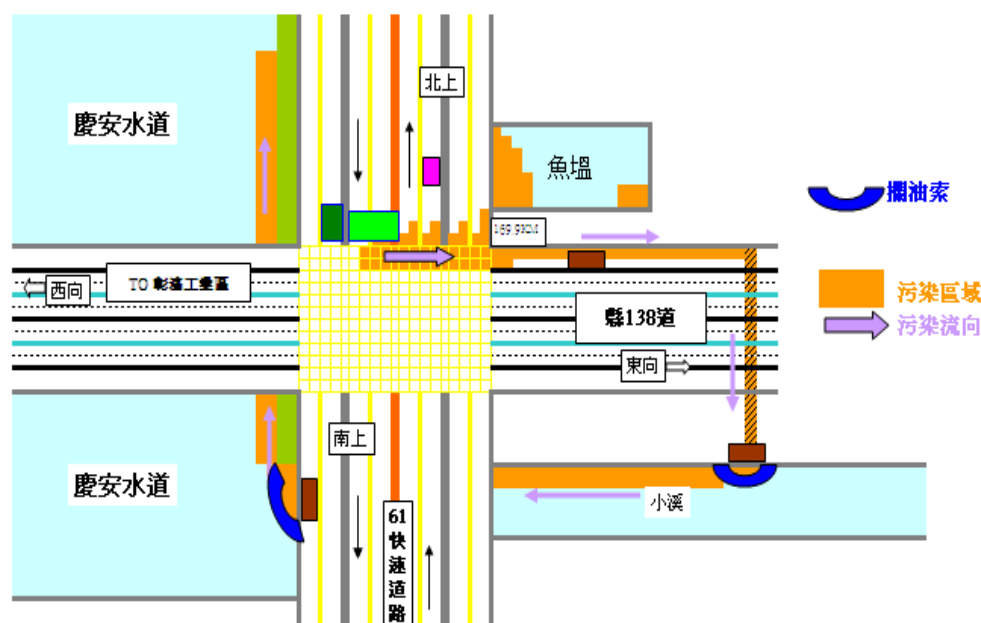 北上
慶安水道
魚塭
攔油索
169.9KM
TO 彰濱工業區
西向
污染區域
縣138道
污染流向
東向
南上
慶安水道
小溪
61
快
速
道
路